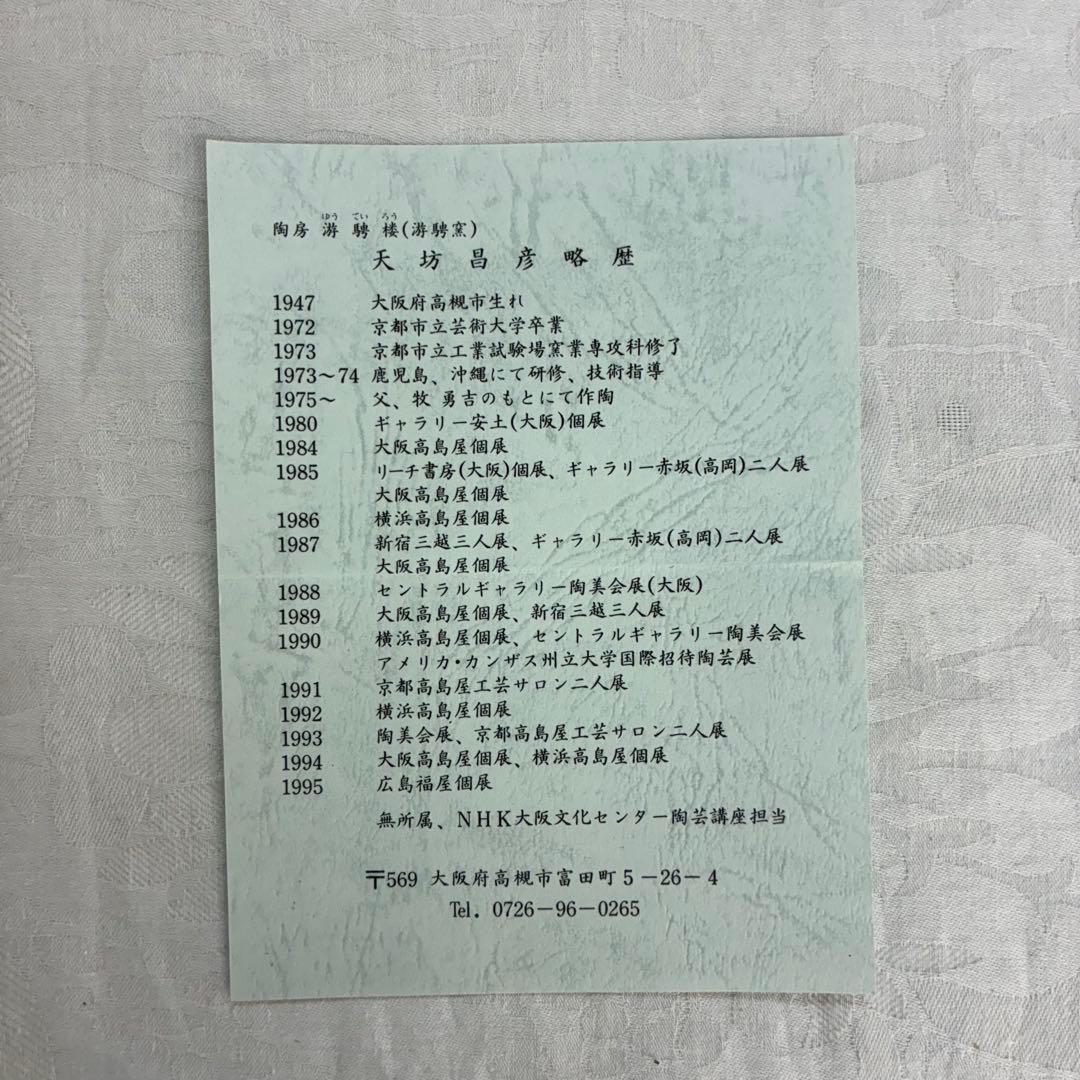 ゆう てい ろう
陶房 游 騁 楼(游騁窯)
天坊昌彦略歴
1947 大阪府高槻市生れ
1972 京都市立芸術大学卒業
1973 京都市立工業試験場窯業専攻科修了
1973〜74 鹿児島、沖縄にて研修、技術指導
1975〜 父、牧 勇吉のもとにて作陶
1980 ギャラリー安土(大阪)個展
1984 大阪高島屋個展
1985 リーチ書房(大阪)個展、ギャラリー赤坂(高岡)二人展
大阪高島屋個展
1986 横浜高島屋個展
1987 新宿三越三人展、ギャラリー赤坂(高岡)二人展
大阪高島屋個展
1988 セントラルギャラリー陶美会展(大阪)
1989 大阪高島屋個展、新宿三越三人展
1990 横浜高島屋個展、セントラルギャラリー陶美会展
アメリカ・カンザス州立大学国際招待陶芸展
1991 京都高島屋工芸サロン二人展
1992 横浜高島屋個展
1993 陶美会展、京都高島屋工芸サロン二人展
1994 大阪高島屋個展、横浜高島屋個展
1995 広島福屋個展
無所属、NHK大阪文化センター陶芸講座担当
〒569 大阪府高槻市富田町5-26-4
Tel. 0726-96-0265